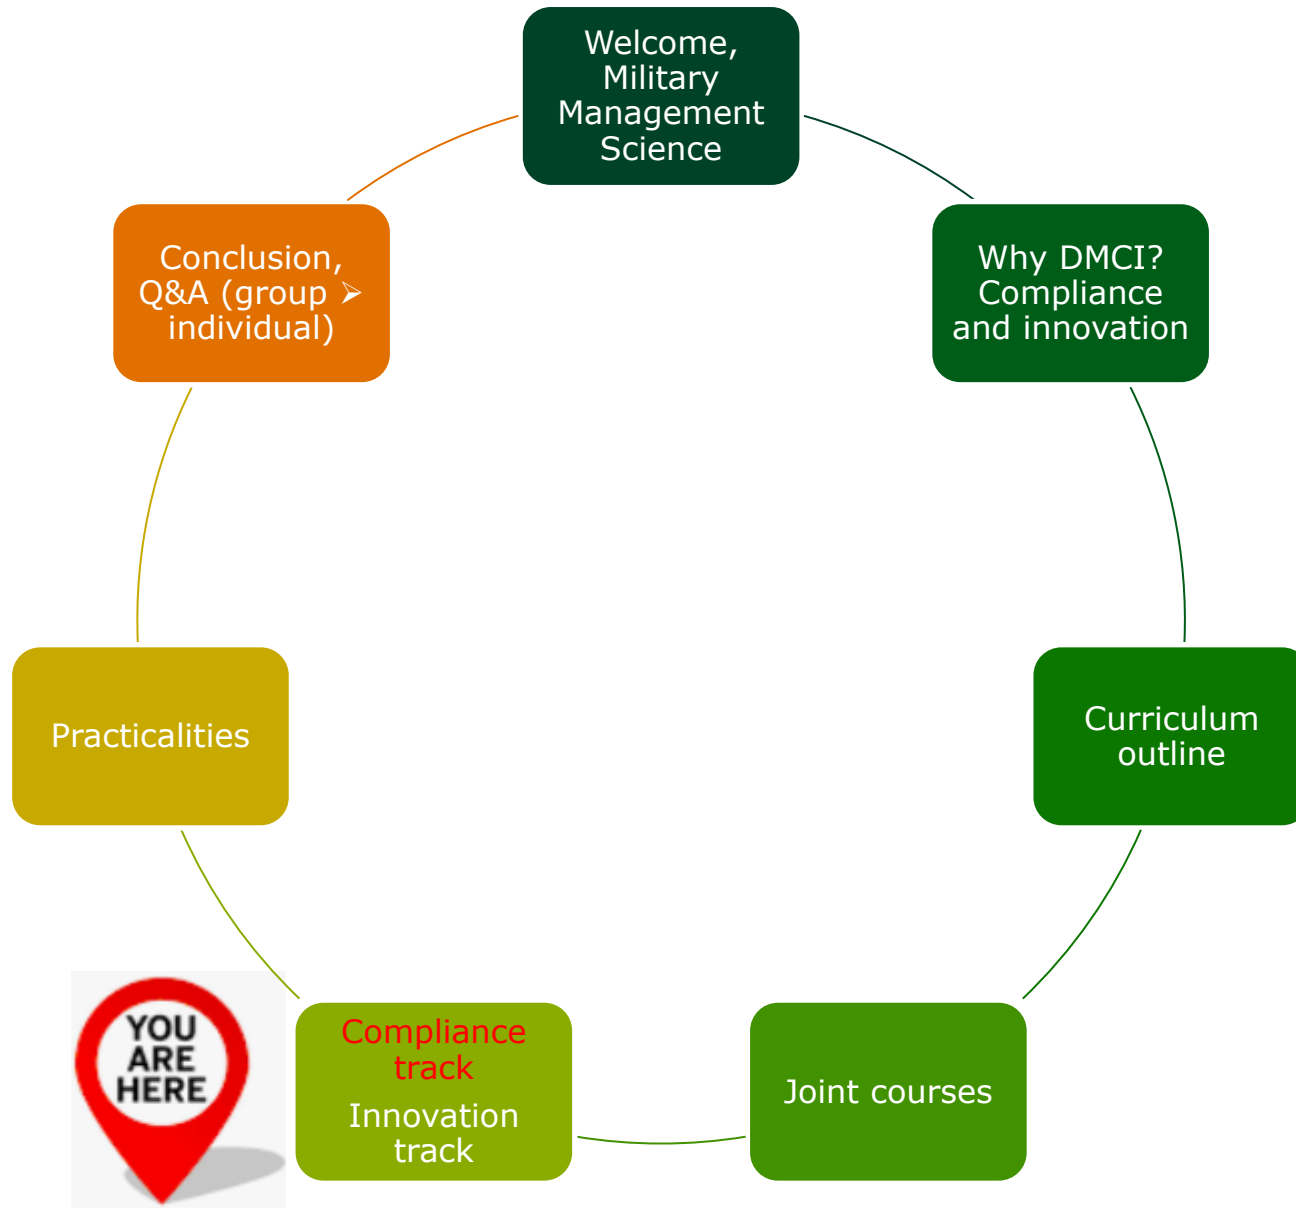 Welcome,
Military
Management
Science
Why DMCI?
Compliance
and innovation
Curriculum
outline
Joint courses
Compliance
track
Innovation
track
YOU
ARE
HERE
Practicalities
Conclusion,
Q&A (group ➢
individual)